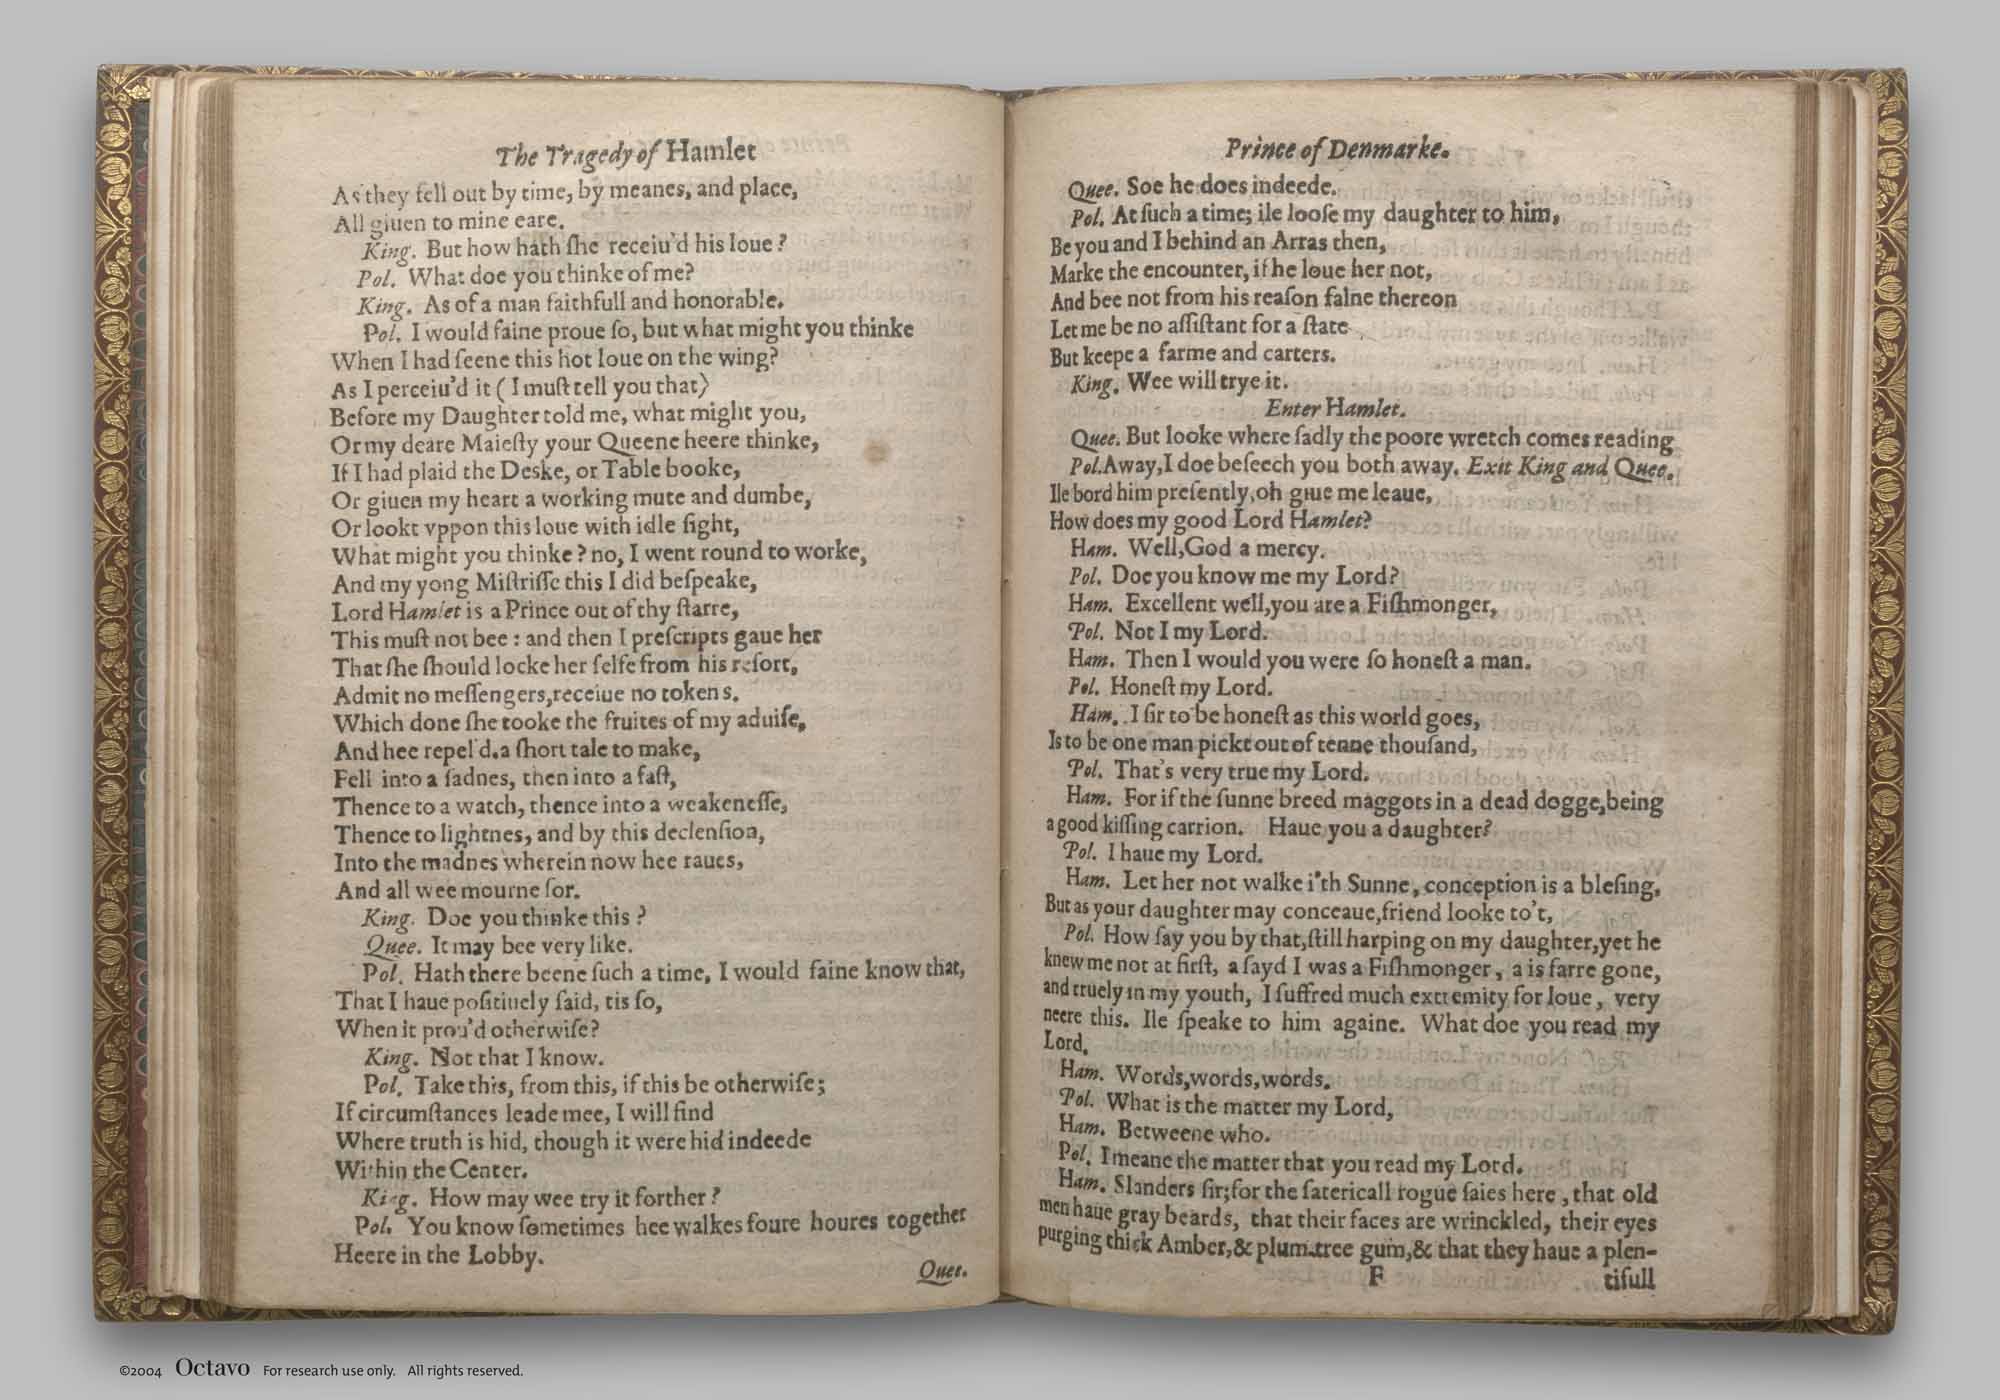 The Tragedy of Hamlet
As they fell out by time, by meanes, and place,
All giuen to mine eare.
King. But how hath ſhe receiu'd his loue ?
Pol. What doe you thinke of me?
King. As of a man faithfull and honorable.
Pol. I would faine proue ſo, but what might you thinke
When I had ſeene this hot loue on the wing?
As I perceiu'd it ( I muſt tell you that)
Before my Daughter told me, what might you,
Or my deare Maieſty your Queene heere thinke,
If I had plaid the Deske, or Table booke,
Or giuen my heart a working mute and dumbe,
Or lookt vppon this loue with idle ſight,
What might you thinke ? no, I went round to worke,
And my yong Miſtriſſe this I did beſpeake,
Lord Hamlet is a Prince out of thy ſtarre,
This muſt not bee : and then I preſcripts gaue her
That ſhe ſhould locke her ſelfe from his reſort,
Admit no meſſengers,receiue no tokens.
Which done ſhe tooke the fruites of my aduiſe,
And hee repel'd.a ſhort tale to make,
Fell into a ſadnes, then into a faſt,
Thence to a watch, thence into a weakeneſſe,
Thence to lightnes, and by this declenſion,
Into the madnes wherein now hee raues,
And all wee mourne for.
King. Doe you thinke this ?
Quee. It may bee very like.
Pol. Hath there beene ſuch a time, I would faine know that,
That I haue poſitiuely ſaid, tis ſo,
When it prou'd otherwiſe?
King. Not that I know.
Pol. Take this, from this, if this be otherwiſe;
If circumſtances leade mee, I will find
Where truth is hid, though it were hid indeede
Within the Center.
King. How may wee try it forther ?
Pol. You know ſometimes hee walkes foure houres together
Heere in the Lobby.
Quee.
Prince of Denmarke.
Quee. Soe he does indeede.
Pol. At ſuch a time; ile looſe my daughter to him,
Be you and I behind an Arras then,
Marke the encounter, if he loue her not,
And bee not from his reaſon falne thereon
Let me be no aſſiſtant for a ſtate
But keepe a farme and carters.
King. Wee will trye it.
Enter Hamlet.
Quee. But looke where ſadly the poore wretch comes reading
Pol.Away,I doe beſeech you both away. Exit King and Quee.
Ile bord him preſently,oh giue me leaue,
How does my good Lord Hamlet?
Ham. Well,God a mercy.
Pol. Doe you know me my Lord?
Ham. Excellent well,you are a Fiſhmonger,
Pol. Not I my Lord.
Ham. Then I would you were ſo honeſt a man.
Pol. Honeſt my Lord.
Ham. I ſir to be honeſt as this world goes,
Is to be one man pickt out of tenne thouſand,
Pol. That's very true my Lord.
Ham. For if the ſunne breed maggots in a dead dogge,being
a good kiſſing carrion. Haue you a daughter?
Pol. I haue my Lord.
Ham. Let her not walke i'th Sunne, conception is a bleſing,
But as your daughter may conceaue,friend looke to't,
Pol. How ſay you by that,ſtill harping on my daughter,yet he
knew me not at firſt, a ſayd I was a Fiſhmonger, a is farre gone,
and truely in my youth, I ſuffred much extremity for loue, very
neere this. Ile ſpeake to him againe. What doe you read my
Lord,
Ham. Words,words,words.
Pol. What is the matter my Lord,
Ham. Betweene who.
Pol. I meane the matter that you read my Lord.
Ham. Slanders ſir;for the ſatericall rogue ſaies here , that old
men haue gray beards, that their faces are wrinckled, their eyes
purging thick Amber,& plum-tree gum,& that they haue a plen-
F
tifull
©2004 Octavo For research use only. All rights reserved.